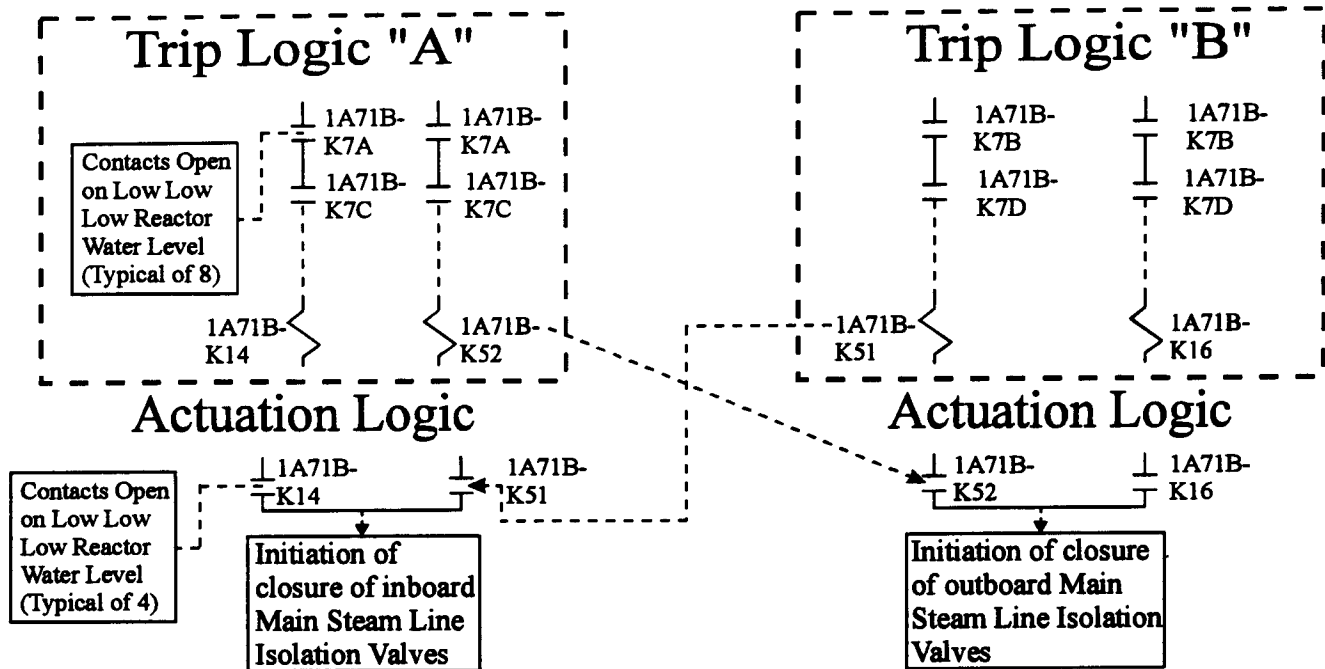 Trip Logic "A"
1A71B-
K7A
1A71B-
K7A
1A71B-
K7C
1A71B-
K7C
Contacts Open
on Low Low
Low Reactor
Water Level
(Typical of 8)
1A71B-
K14
1A71B-
K52
Trip Logic "B"
1A71B-
K7B
1A71B-
K7B
1A71B-
K7D
1A71B-
K7D
1A71B-
K51
1A71B-
K16
Actuation Logic
Contacts Open
on Low Low
Low Reactor
Water Level
(Typical of 4)
1A71B-
K14
1A71B-
K51
Initiation of
closure of inboard
Main Steam Line
Isolation Valves
Actuation Logic
1A71B-
K52
1A71B-
K16
Initiation of closure
of outboard Main
Steam Line Isolation
Valves